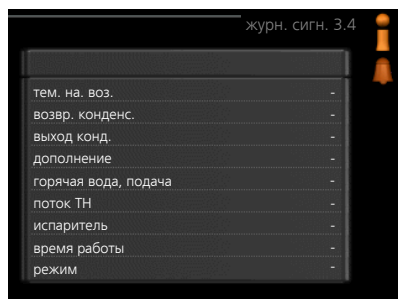 журн. сигн. 3.4
тем. на. воз. -
возвр. конденс. -
выход конд. -
дополнение -
горячая вода, подача -
поток ТН -
испаритель -
время работы -
режим -